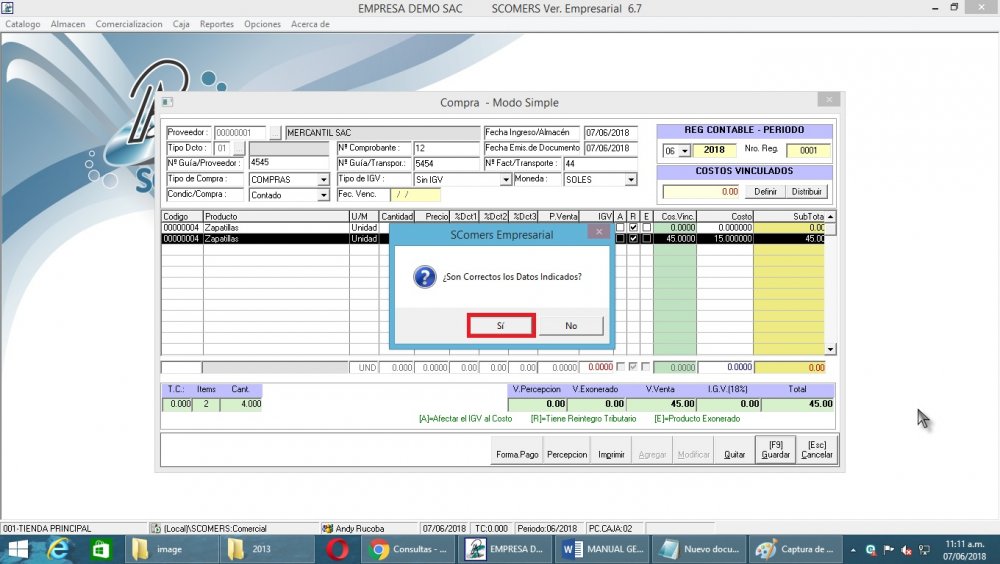 EMPRESA DEMO SAC SCOMERS Ver. Empresarial 6.7
Catalogo Almacen Comercializacion Caja Reportes Opciones Acerca de
Compra - Modo Simple
Proveedor : 00000001 ... MERCANTIL SAC Fecha Ingreso/Almacén 07/06/2018
Tipo Dcto : 01 ... Nº Comprobante : 12 Fecha Emis.de Documento 07/06/2018
Nº Guía/Proveedor : 4545 Nº Guía/Transpor.: 5454 Nº Fact/Transporte : 44
Tipo de Compra : COMPRAS Tipo de IGV : Sin IGV Moneda : SOLES
Condic/Compra : Contado Fec. Venc. / /
REG CONTABLE - PERIODO
06 2018 Nro. Reg. 0001
COSTOS VINCULADOS
0.00 Definir Distribuir
Codigo Producto U/M Cantidad Precio %Dct1 %Dct2 %Dct3 P.Venta IGV A R E Cos.Vinc. Costo SubTota
00000004 Zapatillas Unidad 0.0000 0.000000 0.00
00000004 Zapatillas Unidad 45.0000 15.000000 45.00
SComers Empresarial
¿Son Correctos los Datos Indicados?
Sí No
UND 0.000 0.0000 0.00 0.00 0.00 0.0000 0.0000 0.0000 0.0000 0.00
T.C.: Items Cant. V.Percepcion V.Exonerado V.Venta I.G.V.(18%) Total
0.000 2 4.000 0.00 0.00 45.00 0.00 45.00
[A]=Afectar el IGV al Costo [R]=Tiene Reintegro Tributario [E]=Producto Exonerado
Forma.Pago Percepcion Imprimir Agregar Modificar Quitar [F9] Guardar [Esc] Cancelar
001-TIENDA PRINCIPAL (Local)\SCOMERS:Comercial Andy Rucoba 07/06/2018 TC:0.000 Periodo:06/2018 PC.CAJA:02
image 2013 Consultas - ... EMPRESA D... MANUAL GE... Nuevo docu... Captura de ... 11:11 a.m.
07/06/2018